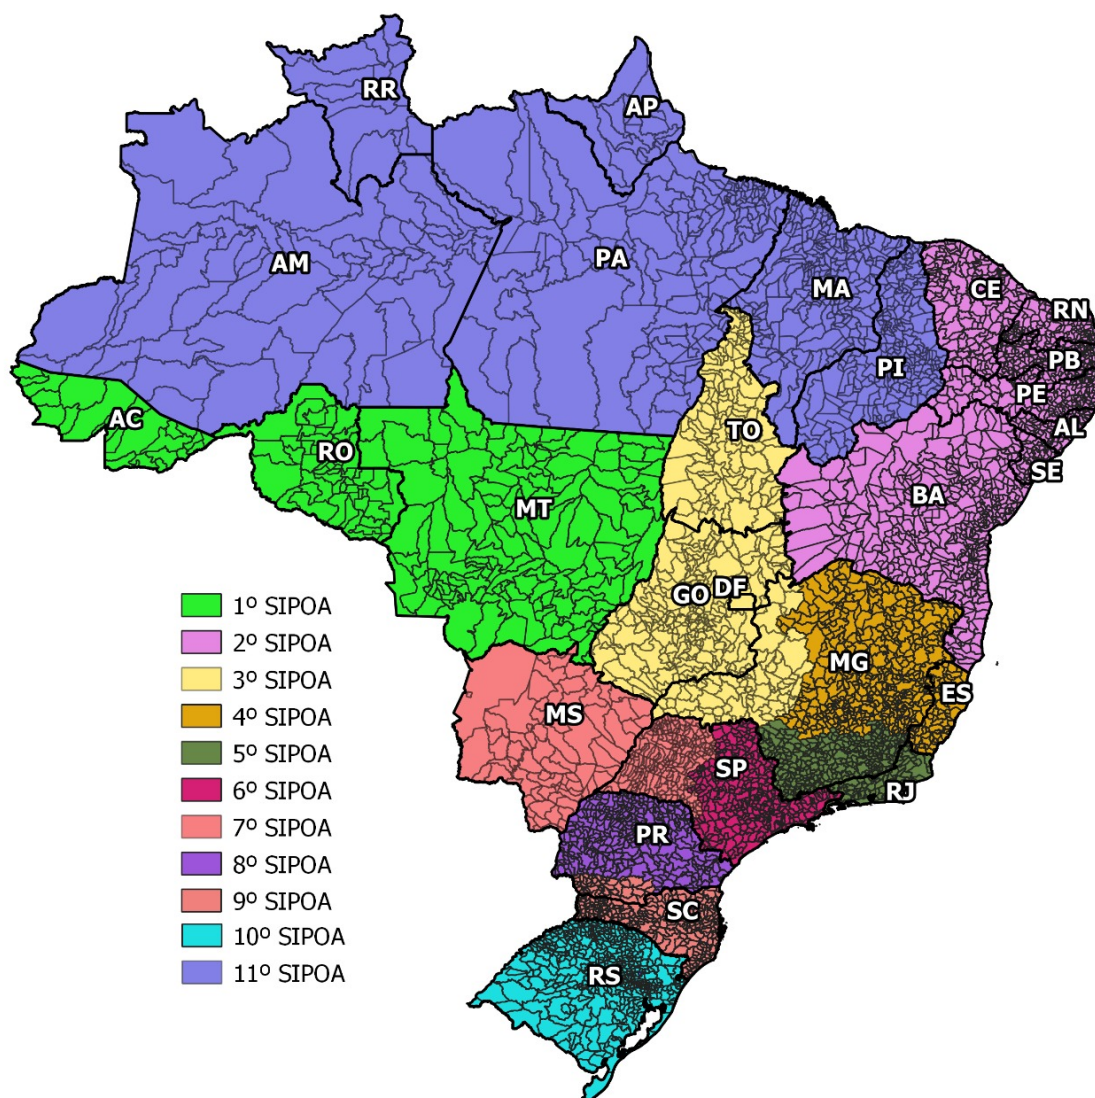 RR
AP
AM
PA
MA
CE
RN
PB
PI
PE
AC
TO
AL
RO
SE
BA
MT
GO
DF
MG
ES
MS
SP
RJ
PR
SC
RS
1º SIPOA
2º SIPOA
3º SIPOA
4º SIPOA
5º SIPOA
6º SIPOA
7º SIPOA
8º SIPOA
9º SIPOA
10º SIPOA
11º SIPOA